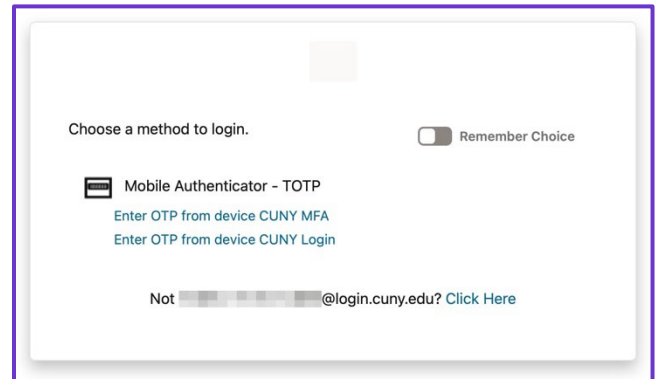 Choose a method to login.
Remember Choice
Mobile Authenticator - TOTP
Enter OTP from device CUNY MFA
Enter OTP from device CUNY Login
Not @login.cuny.edu? Click Here